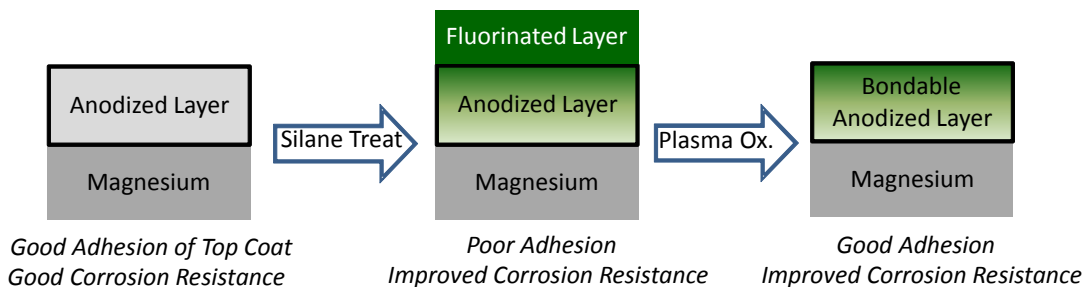 Fluorinated Layer
Anodized Layer
Anodized Layer
Bondable
Anodized Layer
Silane Treat
Plasma Ox.
Magnesium
Magnesium
Magnesium
Good Adhesion of Top Coat
Good Corrosion Resistance
Poor Adhesion
Improved Corrosion Resistance
Good Adhesion
Improved Corrosion Resistance